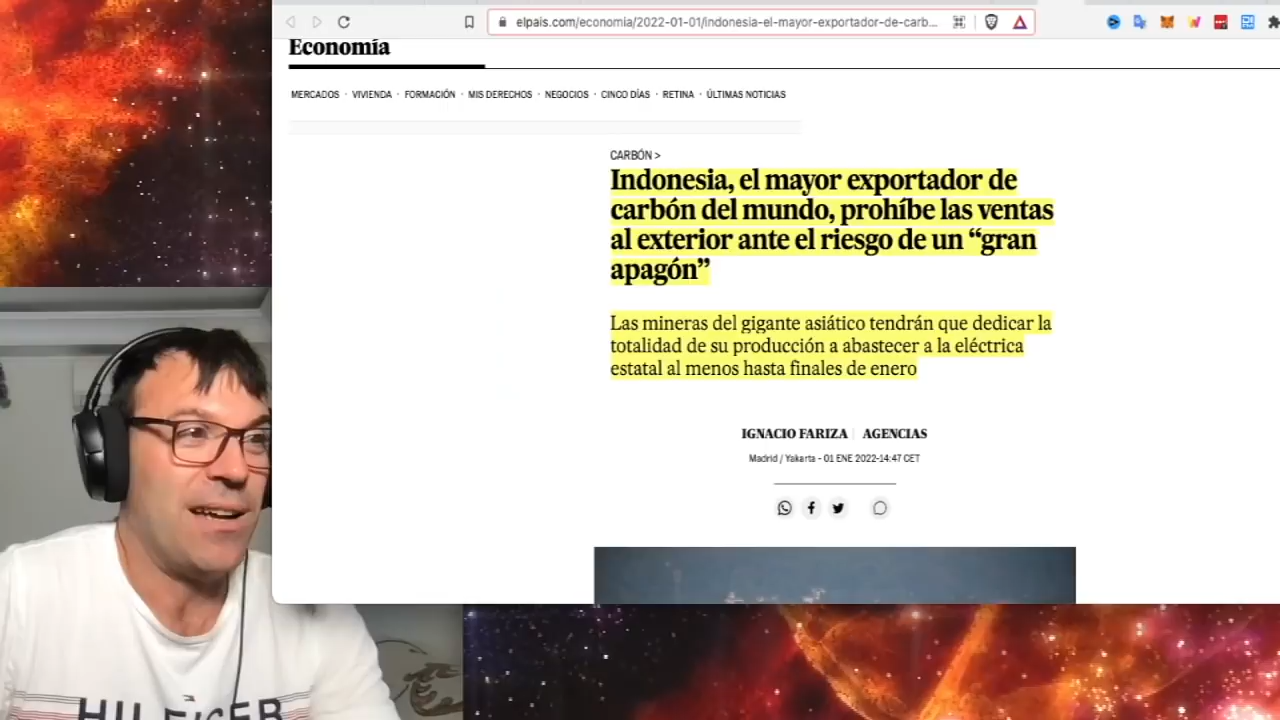 elpais.com/economia/2022-01-01/indonesia-el-mayor-exportador-de-carb...
Economía
MERCADOS · VIVIENDA · FORMACIÓN · MIS DERECHOS · NEGOCIOS · CINCO DÍAS · RETINA · ÚLTIMAS NOTICIAS
CARBÓN >
Indonesia, el mayor exportador de
carbón del mundo, prohíbe las ventas
al exterior ante el riesgo de un “gran
apagón”
Las mineras del gigante asiático tendrán que dedicar la
totalidad de su producción a abastecer a la eléctrica
estatal al menos hasta finales de enero
IGNACIO FARIZA | AGENCIAS
Madrid / Yakarta - 01 ENE 2022-14:47 CET
HILFIGER